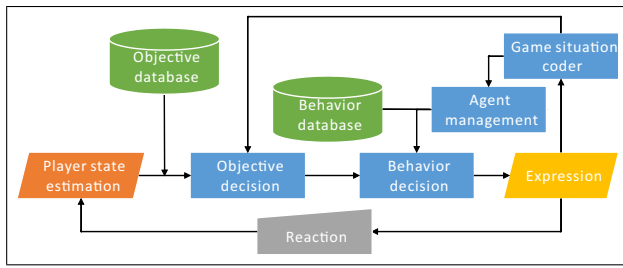 Objective
database
Game situation
coder
Behavior
database
Agent
management
Player state
estimation
Objective
decision
Behavior
decision
Expression
Reaction